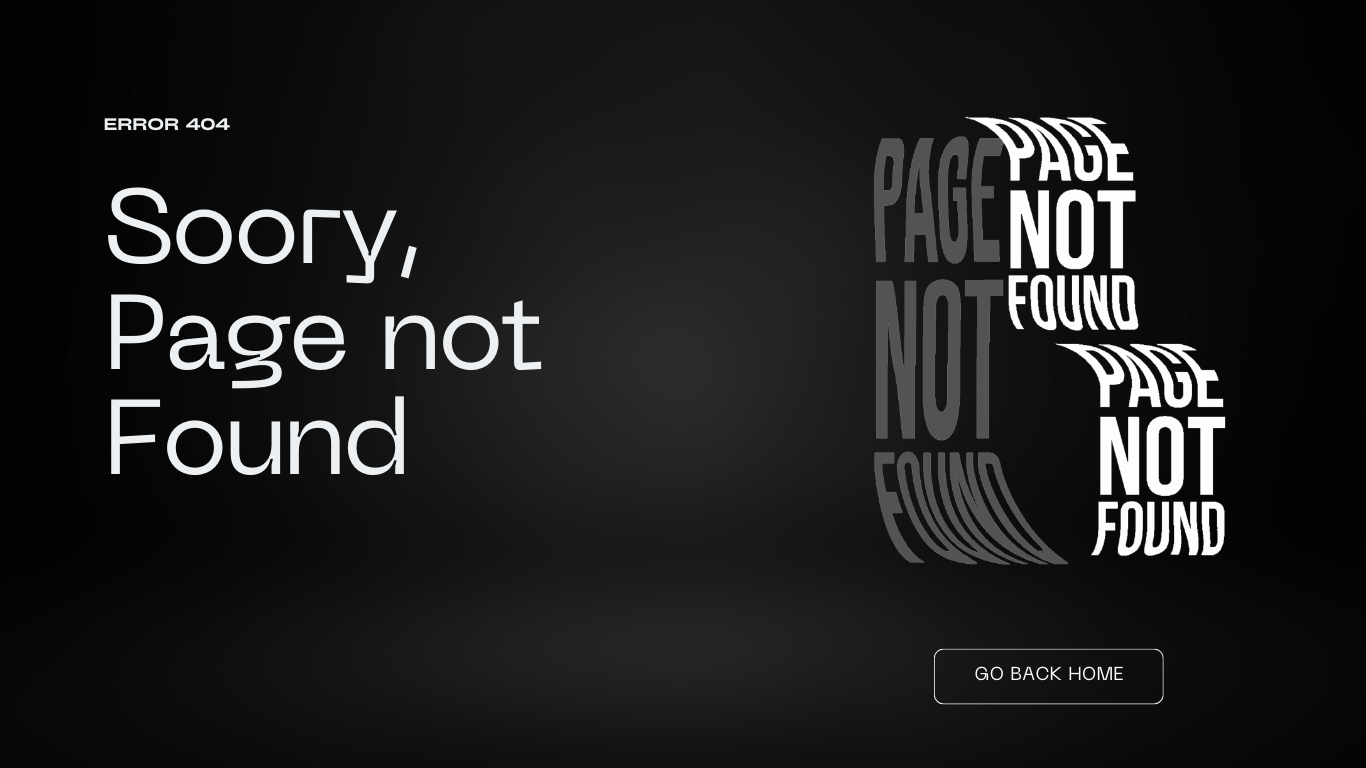 ERROR 404
Soory,
Page not
Found
PAGE
NOT
FOUND
PAGE
NOT
FOUND
PAGE
NOT
FOUND
GO BACK HOME